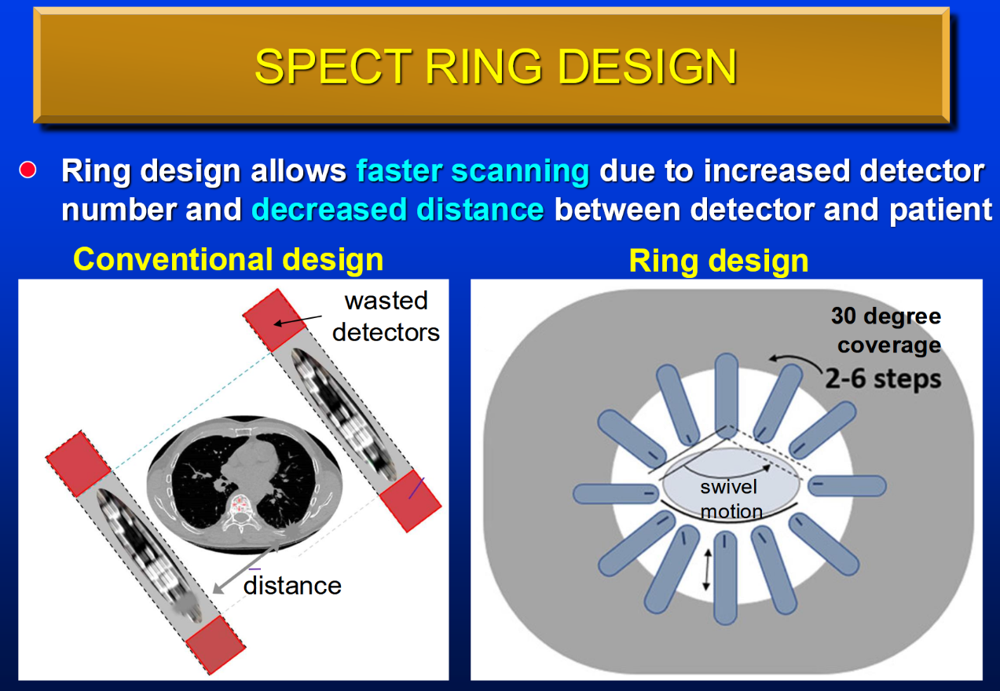 SPECT RING DESIGN
Ring design allows faster scanning due to increased detector
number and decreased distance between detector and patient
Conventional design
Ring design
wasted
detectors
distance
30 degree
coverage
2-6 steps
swivel
motion